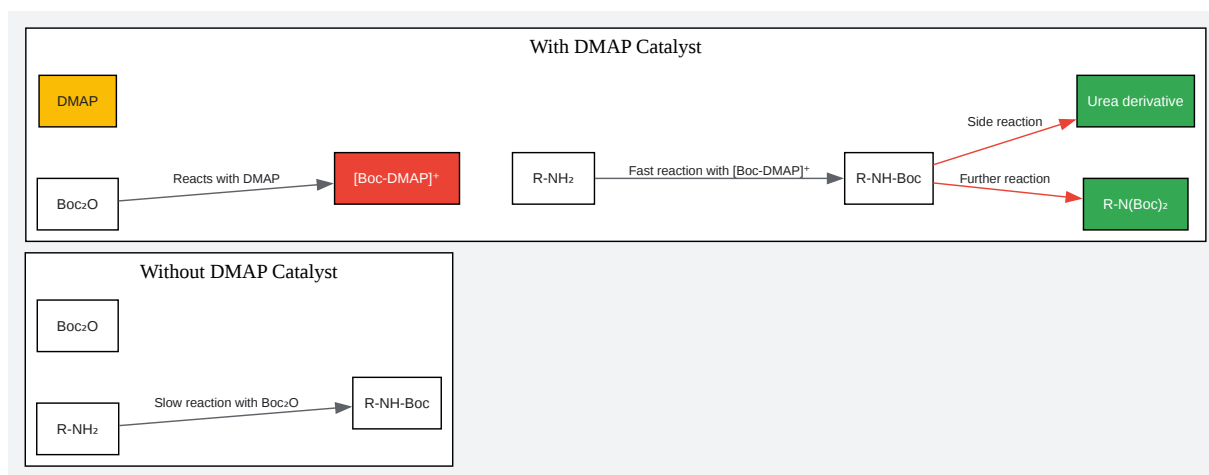 With DMAP Catalyst
DMAP
Urea derivative
Side reaction
Boc₂O
Reacts with DMAP
[Boc-DMAP]⁺
R-NH₂
Fast reaction with [Boc-DMAP]⁺
R-NH-Boc
Further reaction
R-N(Boc)₂
Without DMAP Catalyst
Boc₂O
R-NH₂
Slow reaction with Boc₂O
R-NH-Boc